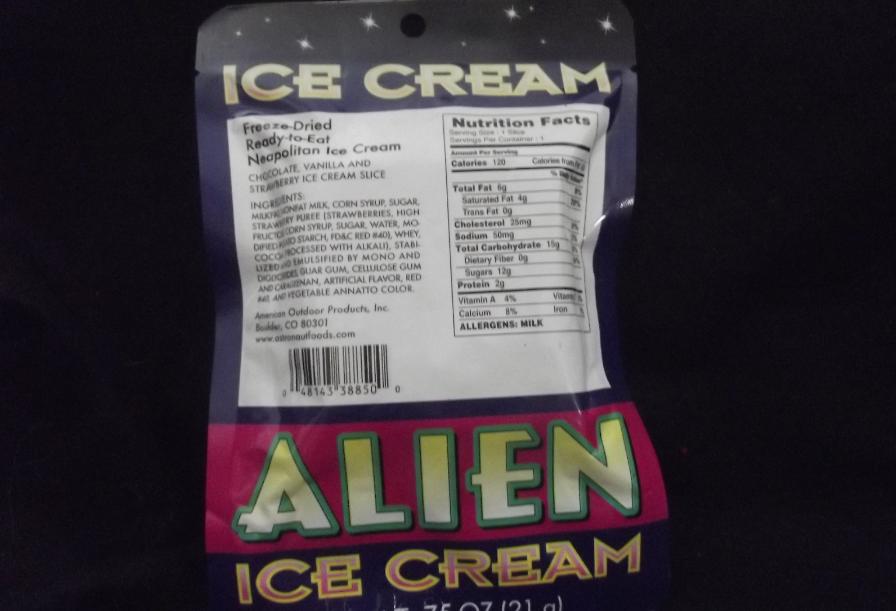 ICE CREAM
Freeze-Dried
Ready-to-Eat
Neapolitan Ice Cream
CHOCOLATE, VANILLA AND
STRAWBERRY ICE CREAM SLICE
INGREDIENTS:
MILKFAT, NONFAT MILK, CORN SYRUP, SUGAR,
STRAWBERRY PUREE (STRAWBERRIES, HIGH
FRUCTOSE CORN SYRUP, SUGAR, WATER, MO-
DIFIED FOOD STARCH, FD&C RED #40), WHEY,
COCOA (PROCESSED WITH ALKALI), STABI-
LIZED AND EMULSIFIED BY MONO AND
DIGLYCERIDES, GUAR GUM, CELLULOSE GUM
AND CARRAGEENAN, ARTIFICIAL FLAVOR, RED
#40, AND VEGETABLE ANNATTO COLOR.
American Outdoor Products, Inc.
Boulder, CO 80301
www.astronautfoods.com
0 48143 38850 0
Nutrition Facts
Serving Size : 1 Slice
Servings Per Container : 1
Amount Per Serving
Calories 120 Calories from
% Daily
Total Fat 6g
Saturated Fat 4g
Trans Fat 0g
Cholesterol 25mg
Sodium 50mg
Total Carbohydrate 15g
Dietary Fiber 0g
Sugars 12g
Protein 2g
Vitamin A 4%
Calcium 8% Iron
ALLERGENS: MILK
ALIEN
ICE CREAM
.75 OZ (21 g)